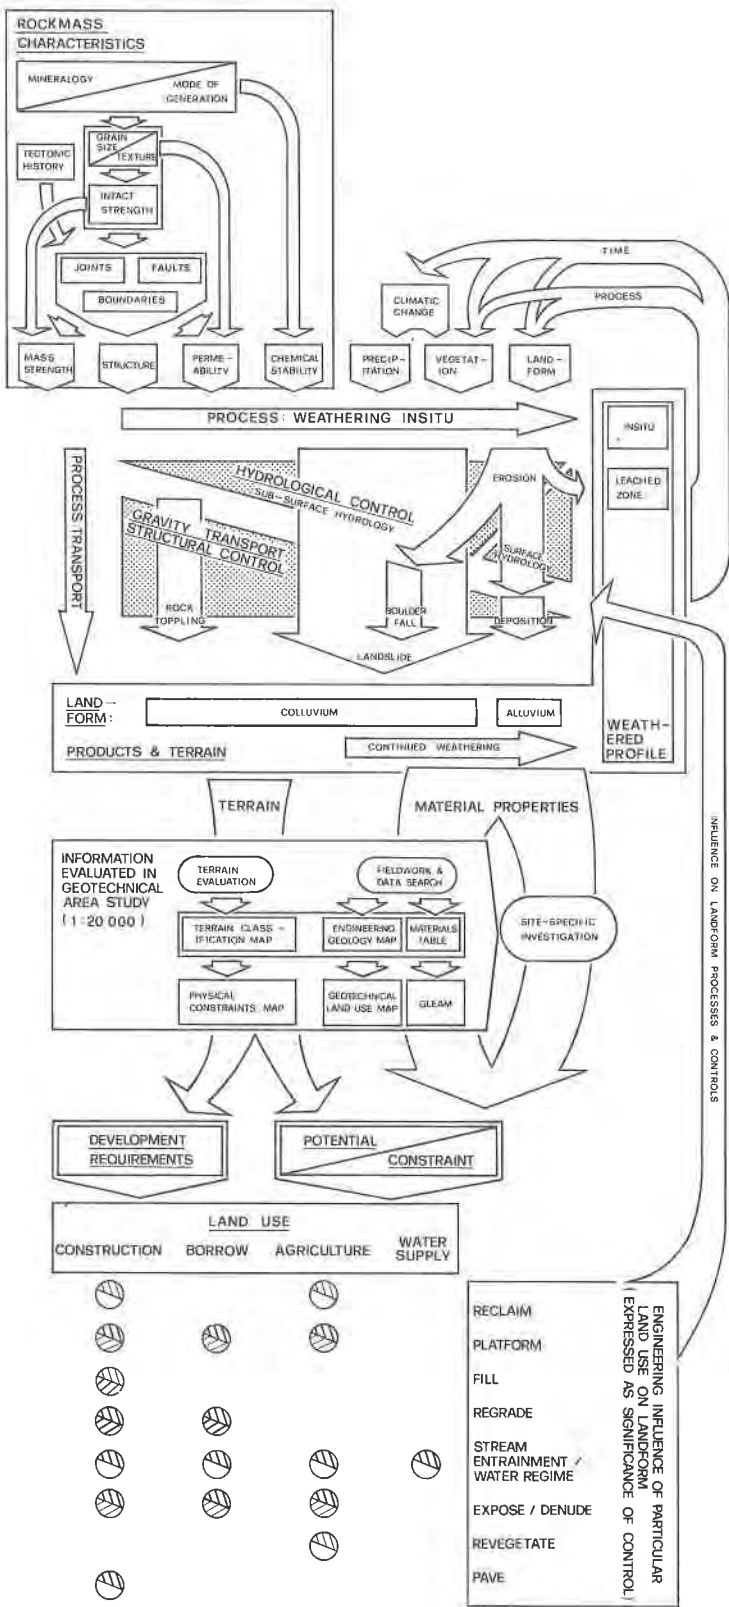 ROCKMASS
CHARACTERISTICS
MINERALOGY
MODE OF
GENERATION
GRAIN
SIZE
TEXTURE
TECTONIC
HISTORY
INTACT
STRENGTH
JOINTS
FAULTS
BOUNDARIES
MASS
STRENGTH
STRUCTURE
PERME-
ABILITY
CHEMICAL
STABILITY
TIME
PROCESS
CLIMATIC
CHANGE
PRECIP-
ITATION
VEGETAT-
ION
LAND-
FORM
PROCESS: WEATHERING INSITU
INSITU
LEACHED
ZONE
PROCESS TRANSPORT
HYDROLOGICAL CONTROL
SUB-SURFACE HYDROLOGY
EROSION
GRAVITY TRANSPORT
STRUCTURAL CONTROL
SURFACE
HYDROLOGY
ROCK
TOPPLING
BOULDER
FALL
DEPOSITION
LANDSLIDE
LAND-
FORM:
COLLUVIUM
ALLUVIUM
PRODUCTS & TERRAIN
CONTINUED WEATHERING
WEATH-
ERED
PROFILE
TERRAIN
MATERIAL PROPERTIES
INFORMATION
EVALUATED IN
GEOTECHNICAL
AREA STUDY
(1:20 000)
TERRAIN
EVALUATION
FIELDWORK &
DATA SEARCH
TERRAIN CLASS-
IFICATION MAP
ENGINEERING
GEOLOGY MAP
MATERIALS
TABLE
SITE-SPECIFIC
INVESTIGATION
PHYSICAL
CONSTRAINTS MAP
GEOTECHNICAL
LAND USE MAP
GLEAM
INFLUENCE ON LANDFORM PROCESSES & CONTROLS
DEVELOPMENT
REQUIREMENTS
POTENTIAL
CONSTRAINT
LAND USE
CONSTRUCTION
BORROW
AGRICULTURE
WATER
SUPPLY
RECLAIM
PLATFORM
FILL
REGRADE
STREAM
ENTRAINMENT /
WATER REGIME
EXPOSE / DENUDE
REVEGETATE
PAVE
ENGINEERING INFLUENCE OF PARTICULAR
LAND USE ON LANDFORM
(EXPRESSED AS SIGNIFICANCE OF CONTROL)